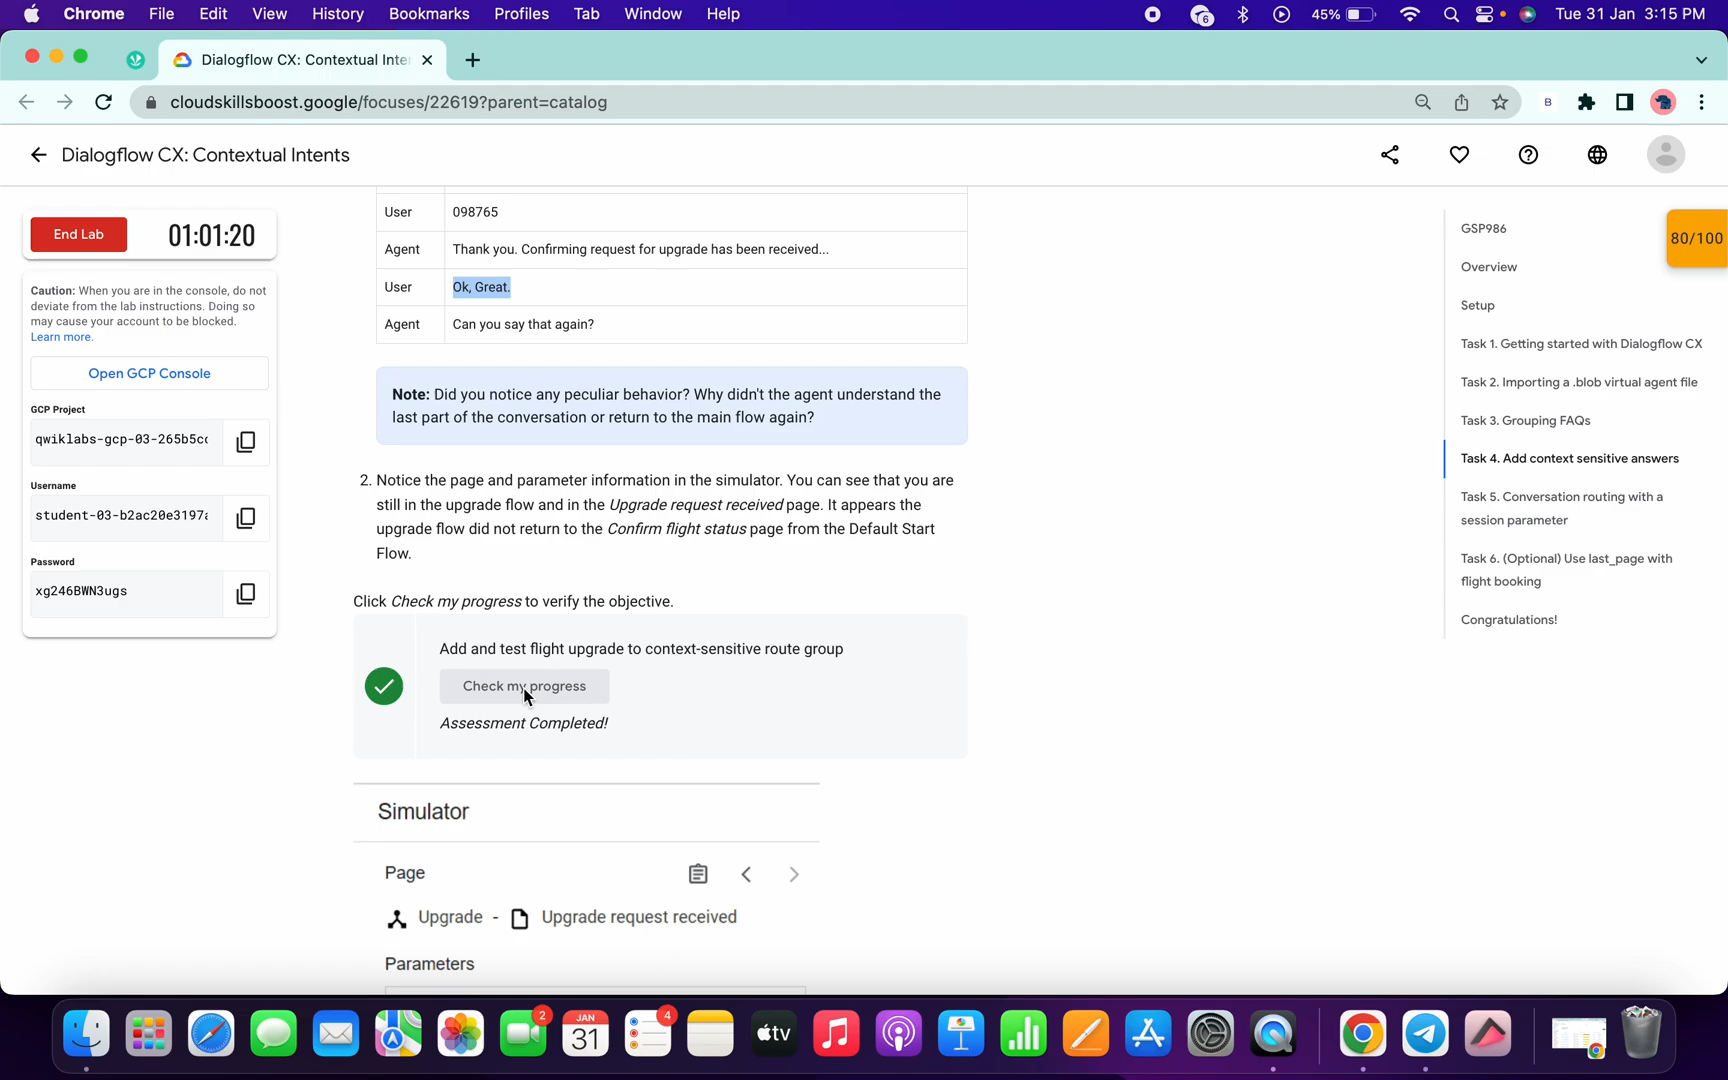 Chrome File Edit View History Bookmarks Profiles Tab Window Help 6 45% Tue 31 Jan 3:15 PM
Dialogflow CX: Contextual Inte
cloudskillsboost.google/focuses/22619?parent=catalog B
Dialogflow CX: Contextual Intents
End Lab 01:01:20
Caution: When you are in the console, do not
deviate from the lab instructions. Doing so
may cause your account to be blocked.
Learn more.
Open GCP Console
GCP Project
qwiklabs-gcp-03-265b5cc
Username
student-03-b2ac20e3197a
Password
xg246BWN3ugs
User 098765
Agent Thank you. Confirming request for upgrade has been received...
User Ok, Great.
Agent Can you say that again?
Note: Did you notice any peculiar behavior? Why didn't the agent understand the
last part of the conversation or return to the main flow again?
2. Notice the page and parameter information in the simulator. You can see that you are
still in the upgrade flow and in the Upgrade request received page. It appears the
upgrade flow did not return to the Confirm flight status page from the Default Start
Flow.
Click Check my progress to verify the objective.
Add and test flight upgrade to context-sensitive route group
Check my progress
Assessment Completed!
Simulator
Page
Upgrade - Upgrade request received
Parameters
GSP986
80/100
Overview
Setup
Task 1. Getting started with Dialogflow CX
Task 2. Importing a .blob virtual agent file
Task 3. Grouping FAQs
Task 4. Add context sensitive answers
Task 5. Conversation routing with a
session parameter
Task 6. (Optional) Use last_page with
flight booking
Congratulations!
2 JAN 31 4 tv